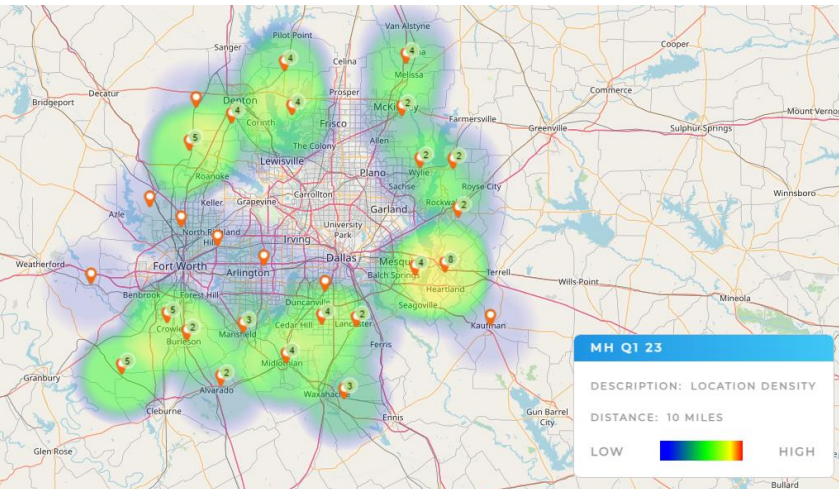 Van Alstyne
Pilot Point
Sanger
Cooper
4
4
Celina
Melissa
Decatur
Prosper
Commerce
Bridgeport
Denton
4
4
McKinney
2
Mount Vernon
Corinth
Frisco
Farmersville
Greenville
Sulphur Springs
5
The Colony
Allen
Lewisville
2
2
Roanoke
Plano
Wylie
Sachse
Royse City
Winnsboro
Carrollton
Keller
Grapevine
Rockwall
2
Azle
Garland
University
Park
North Richland
Hills
Irving
Weatherford
Fort Worth
Dallas
Mesquite
4
8
Arlington
Balch Springs
Terrell
Wills Point
Heartland
Benbrook
Forest Hill
Duncanville
Seagoville
Mineola
5
4
2
3
Crowley
2
Mansfield
Cedar Hill
Lancaster
Kaufman
Burleson
Ferris
5
4
Midlothian
Granbury
2
Alvarado
3
Waxahachie
Cleburne
Ennis
Gun Barrel
City
Glen Rose
Bullard
MH Q1 23
DESCRIPTION: LOCATION DENSITY
DISTANCE: 10 MILES
LOW HIGH